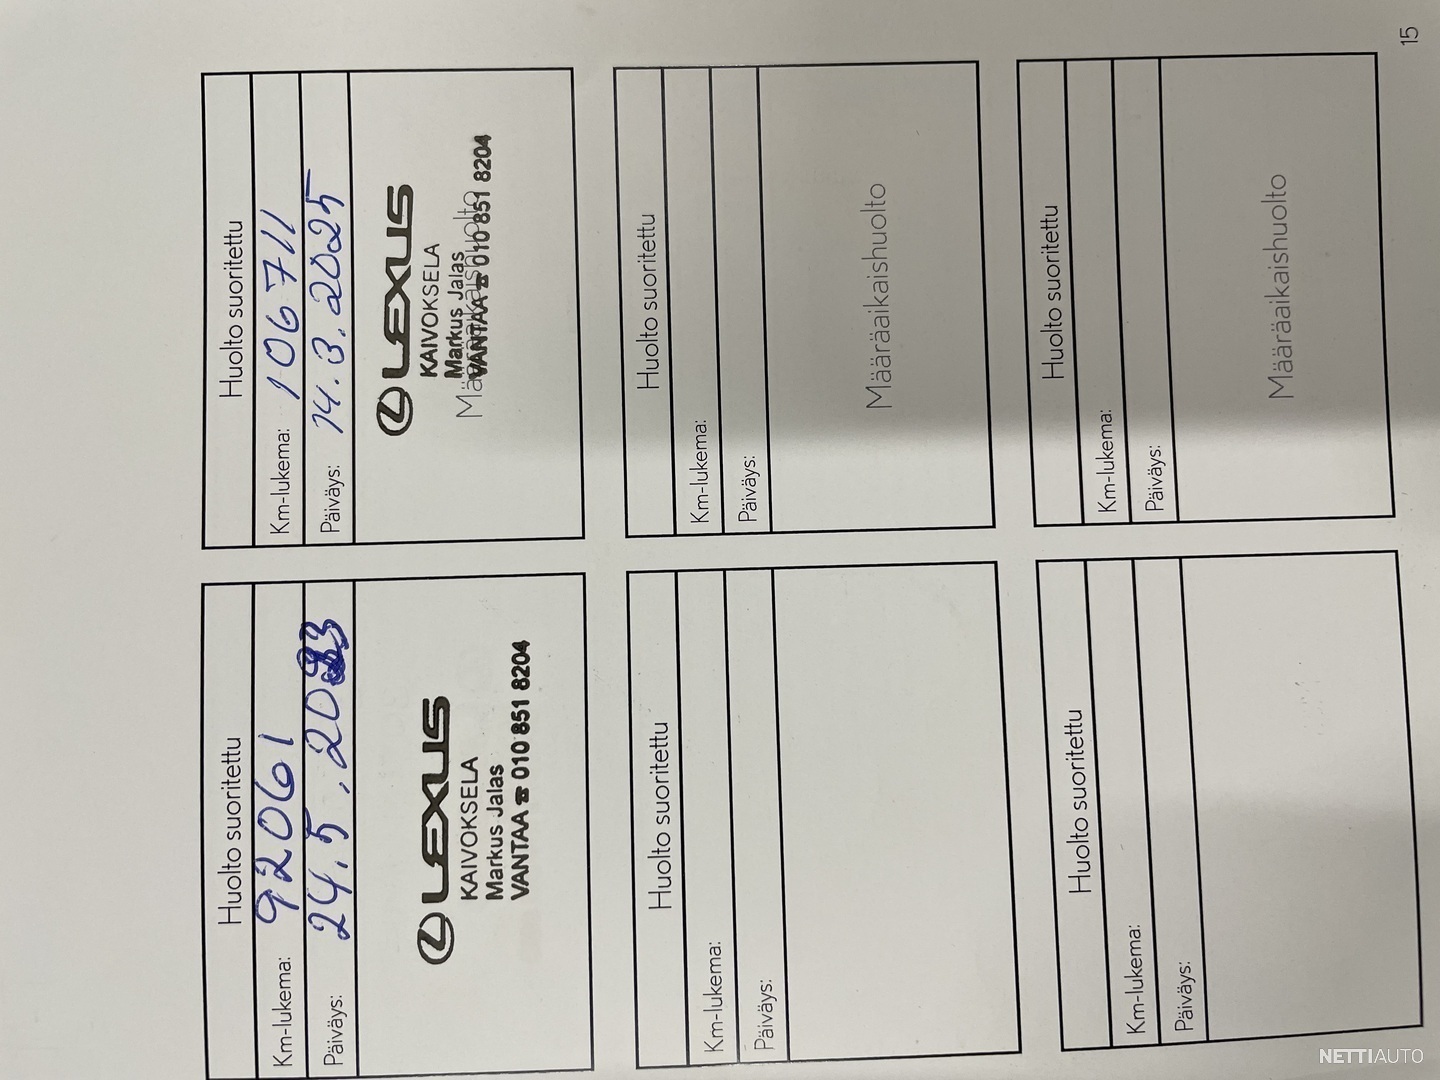 Huolto suoritettu
Km-lukema: 92061
Päiväys: 24.5.2023
LEXUS
KAIVOKSELA
Markus Jalas
VANTAA ☎ 010 851 8204
Huolto suoritettu
Km-lukema: 106711
Päiväys: 14.3.2025
LEXUS
KAIVOKSELA
Markus Jalas
Määräaikaishuolto
VANTAA ☎ 010 851 8204
Huolto suoritettu
Km-lukema:
Päiväys:
Huolto suoritettu
Km-lukema:
Päiväys:
Määräaikaishuolto
Huolto suoritettu
Km-lukema:
Päiväys:
Huolto suoritettu
Km-lukema:
Päiväys:
Määräaikaishuolto
15
NETTIAUTO